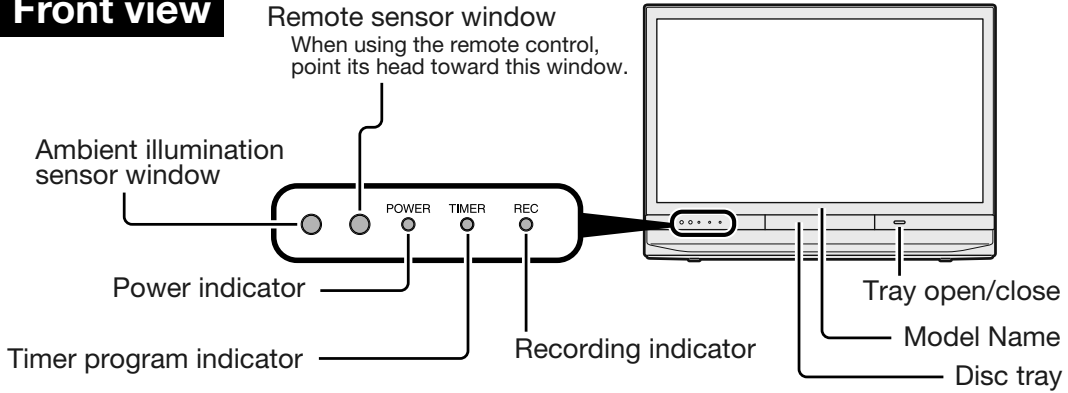 Front view
Remote sensor window
When using the remote control,
point its head toward this window.
Ambient illumination
sensor window
POWER TIMER REC
Power indicator
Timer program indicator
Recording indicator
Tray open/close
Model Name
Disc tray